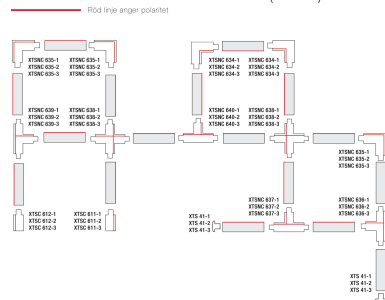 Röd linje anger polaritet
XTSNC 635-1 XTSNC 635-1
XTSNC 635-2 XTSNC 635-2
XTSNC 635-3 XTSNC 635-3
XTSNC 634-1 XTSNC 634-1
XTSNC 634-2 XTSNC 634-2
XTSNC 634-3 XTSNC 634-3
XTSNC 639-1 XTSNC 638-1
XTSNC 639-2 XTSNC 638-2
XTSNC 639-3 XTSNC 638-3
XTSNC 640-1 XTSNC 638-1
XTSNC 640-2 XTSNC 638-2
XTSNC 640-3 XTSNC 638-3
XTSNC 635-1
XTSNC 635-2
XTSNC 635-3
XTSC 612-1 XTSC 611-1
XTSC 612-2 XTSC 611-2
XTSC 612-3 XTSC 611-3
XTS 41-1
XTS 41-2
XTS 41-3
XTSNC 637-1
XTSNC 637-2
XTSNC 637-3
XTSNC 636-1
XTSNC 636-2
XTSNC 636-3
XTS 41-1
XTS 41-2
XTS 41-3